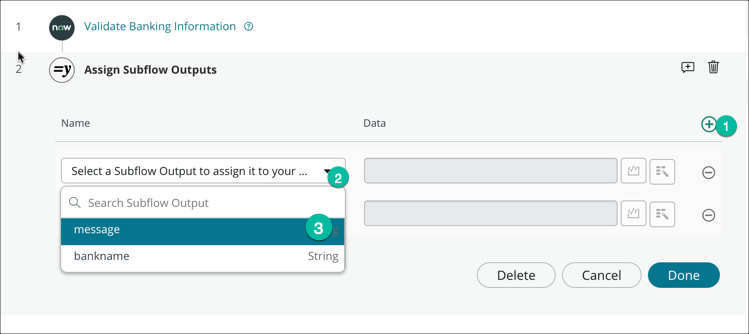 1 now Validate Banking Information
2 =y Assign Subflow Outputs
Name Data 1
Select a Subflow Output to assign it to your ... 2
Search Subflow Output
message 3
bankname String
Delete Cancel Done